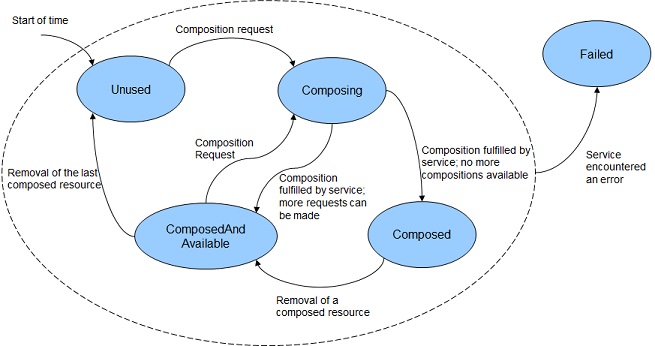 Start of time
Composition request
Unused
Composing
Failed
Composition
Request
Composition fulfilled by
service; no more
compositions available
Service
encountered
an error
Removal of the last
composed resource
Composition
fulfilled by service;
more requests can
be made
ComposedAnd
Available
Composed
Removal of a
composed resource